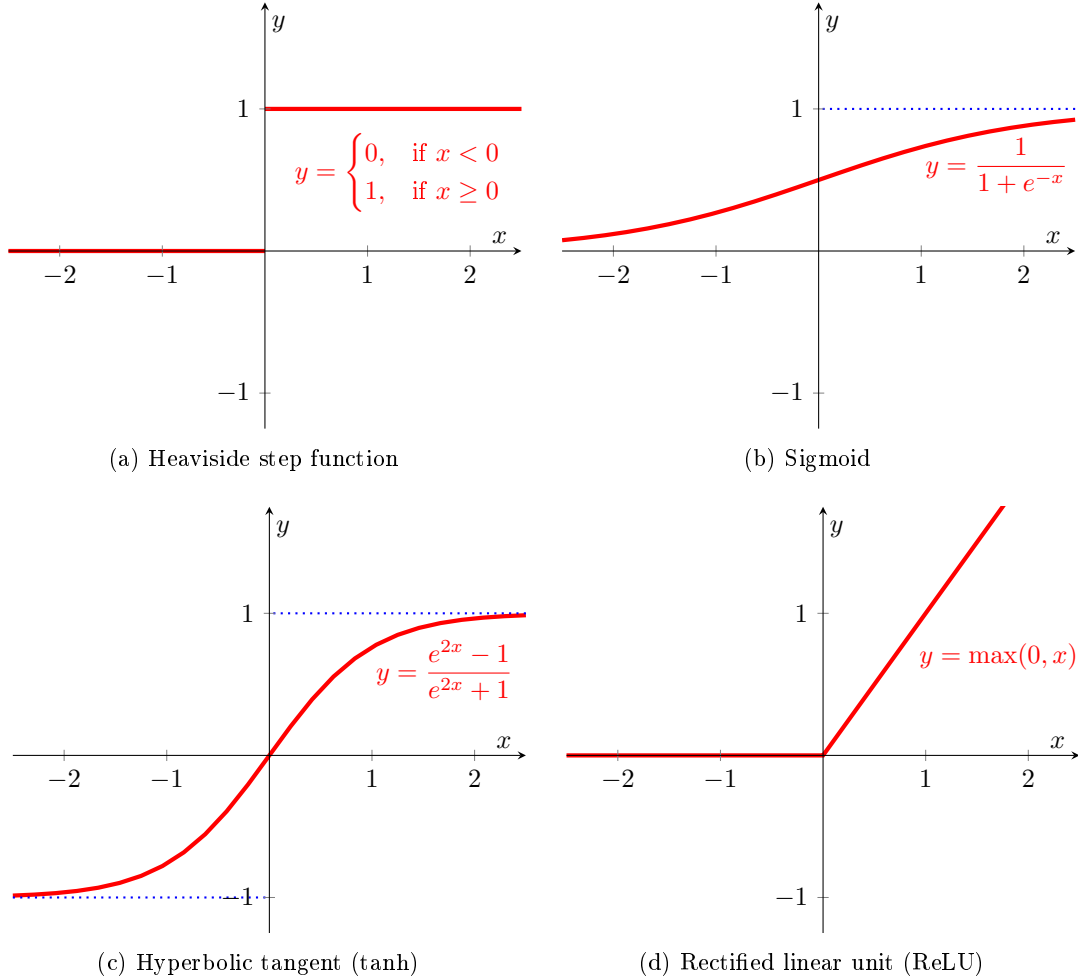 y
1
y = {0, if x < 0
1, if x ≥ 0
x
−2 −1 1 2
−1
(a) Heaviside step function
y
1
y = 1 / (1 + e^{−x})
x
−2 −1 1 2
−1
(b) Sigmoid
y
1
y = (e^{2x} − 1) / (e^{2x} + 1)
x
−2 −1 1 2
−1
(c) Hyperbolic tangent (tanh)
y
1
y = max(0, x)
x
−2 −1 1 2
−1
(d) Rectified linear unit (ReLU)